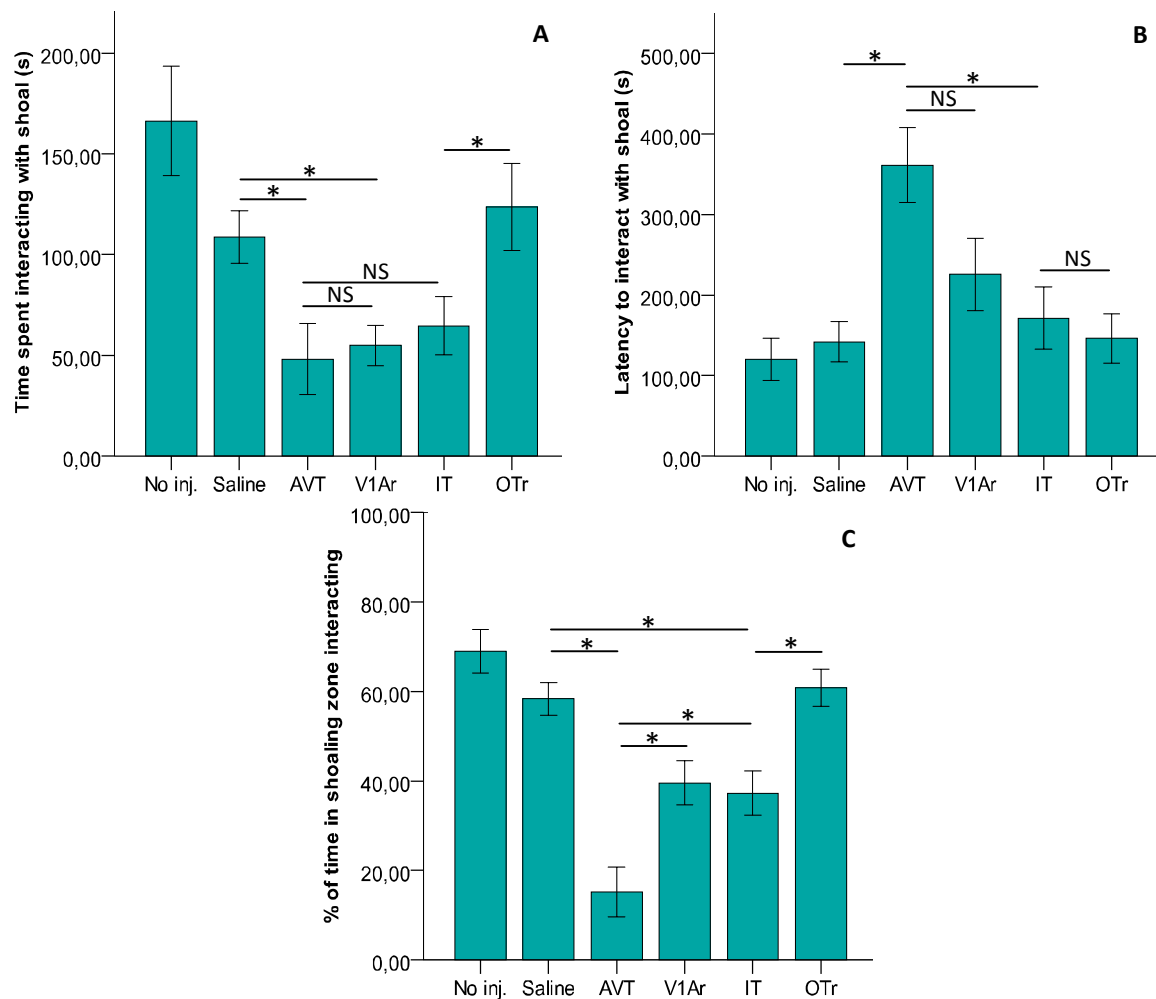 A
Time spent interacting with shoal (s)
200,00
150,00
100,00
50,00
0,00
*
*
*
NS
NS
No inj. Saline AVT V1Ar IT OTr
B
Latency to interact with shoal (s)
500,00
400,00
300,00
200,00
100,00
0,00
*
*
NS
NS
No inj. Saline AVT V1Ar IT OTr
C
% of time in shoaling zone interacting
100,00
80,00
60,00
40,00
20,00
0,00
*
*
*
*
*
No inj. Saline AVT V1Ar IT OTr